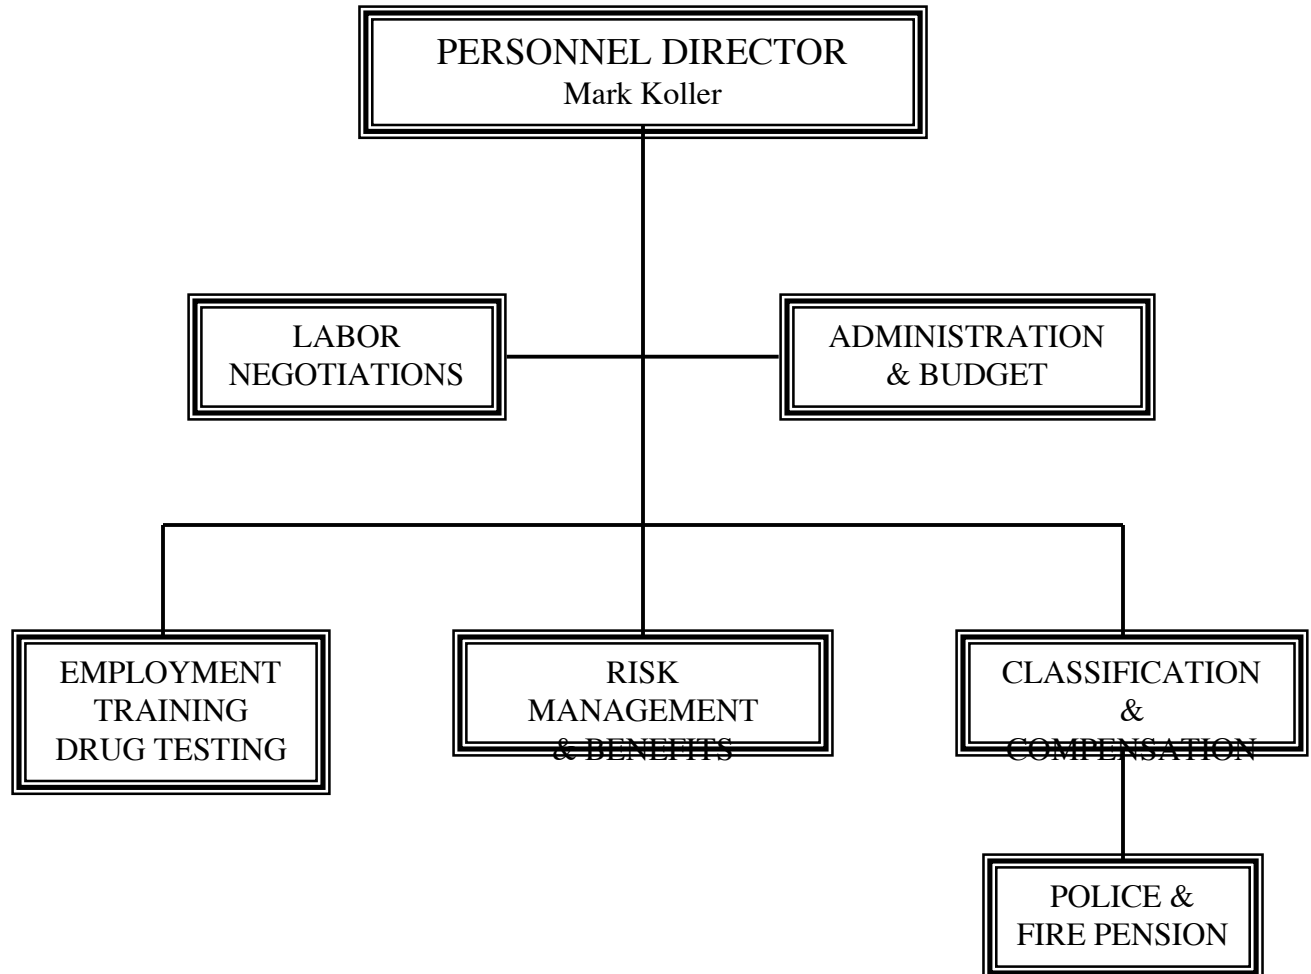 PERSONNEL DIRECTOR
Mark Koller
LABOR
NEGOTIATIONS
ADMINISTRATION
& BUDGET
EMPLOYMENT
TRAINING
DRUG TESTING
RISK
MANAGEMENT
& BENEFITS
CLASSIFICATION
&
COMPENSATION
POLICE &
FIRE PENSION